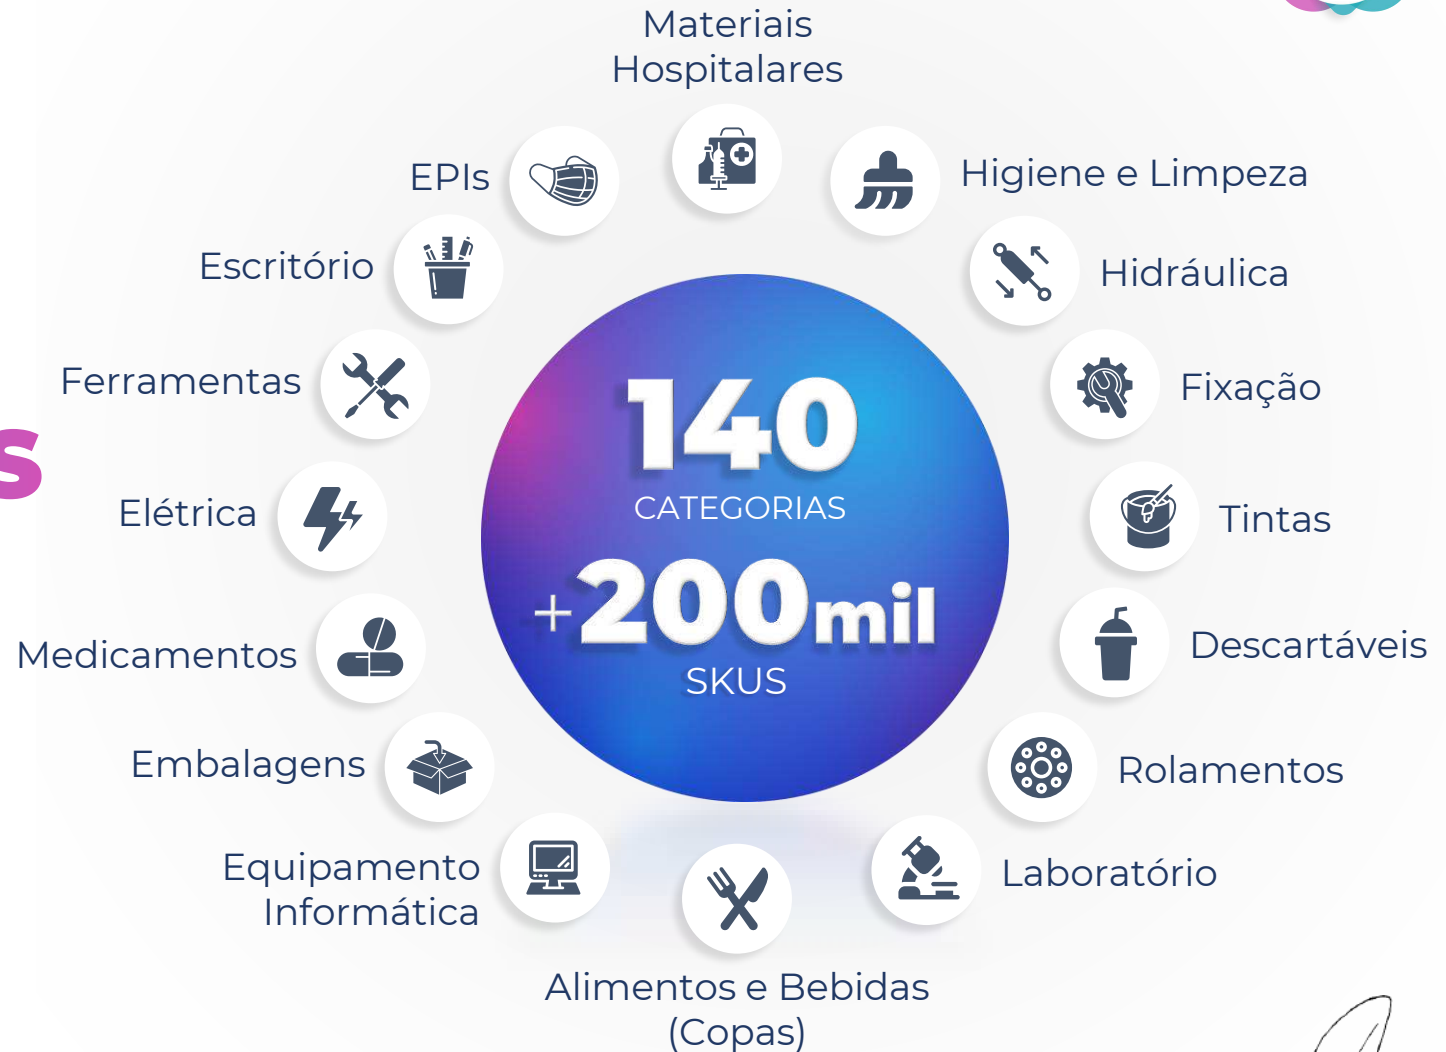 Materiais
Hospitalares
EPIs
Higiene e Limpeza
Escritório
Hidráulica
Ferramentas
Fixação
140
CATEGORIAS
+200mil
SKUS
s
Elétrica
Tintas
Medicamentos
Descartáveis
Embalagens
Rolamentos
Equipamento
Informática
Laboratório
Alimentos e Bebidas
(Copas)